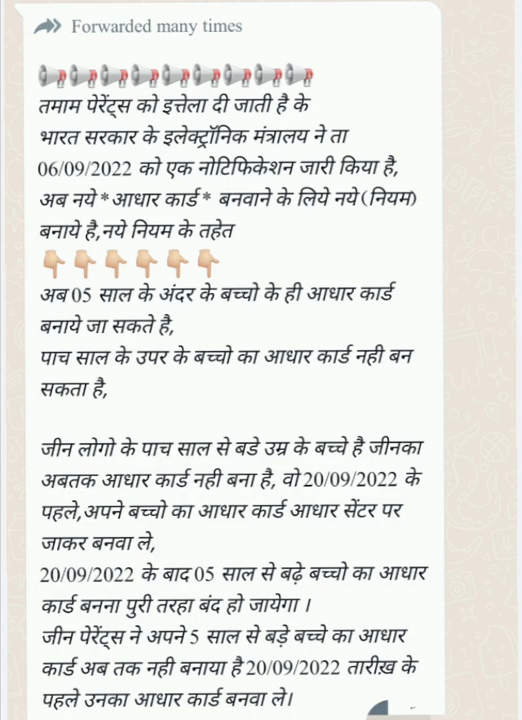 Forwarded many times
तमाम पेरेंट्स को इत्तेला दी जाती है के
भारत सरकार के इलेक्ट्रॉनिक मंत्रालय ने ता
06/09/2022 को एक नोटिफिकेशन जारी किया है,
अब नये *आधार कार्ड* बनवाने के लिये नये(नियम)
बनाये है,नये नियम के तहेत
अब 05 साल के अंदर के बच्चो के ही आधार कार्ड
बनाये जा सकते है,
पाच साल के उपर के बच्चो का आधार कार्ड नही बन
सकता है,
जीन लोगो के पाच साल से बडे उम्र के बच्चे है जीनका
अबतक आधार कार्ड नही बना है, वो 20/09/2022 के
पहले,अपने बच्चो का आधार कार्ड आधार सेंटर पर
जाकर बनवा ले,
20/09/2022 के बाद 05 साल से बढ़े बच्चो का आधार
कार्ड बनना पुरी तरहा बंद हो जायेगा ।
जीन पेरेंट्स ने अपने 5 साल से बड़े बच्चे का आधार
कार्ड अब तक नही बनाया है 20/09/2022 तारीख़ के
पहले उनका आधार कार्ड बनवा ले।